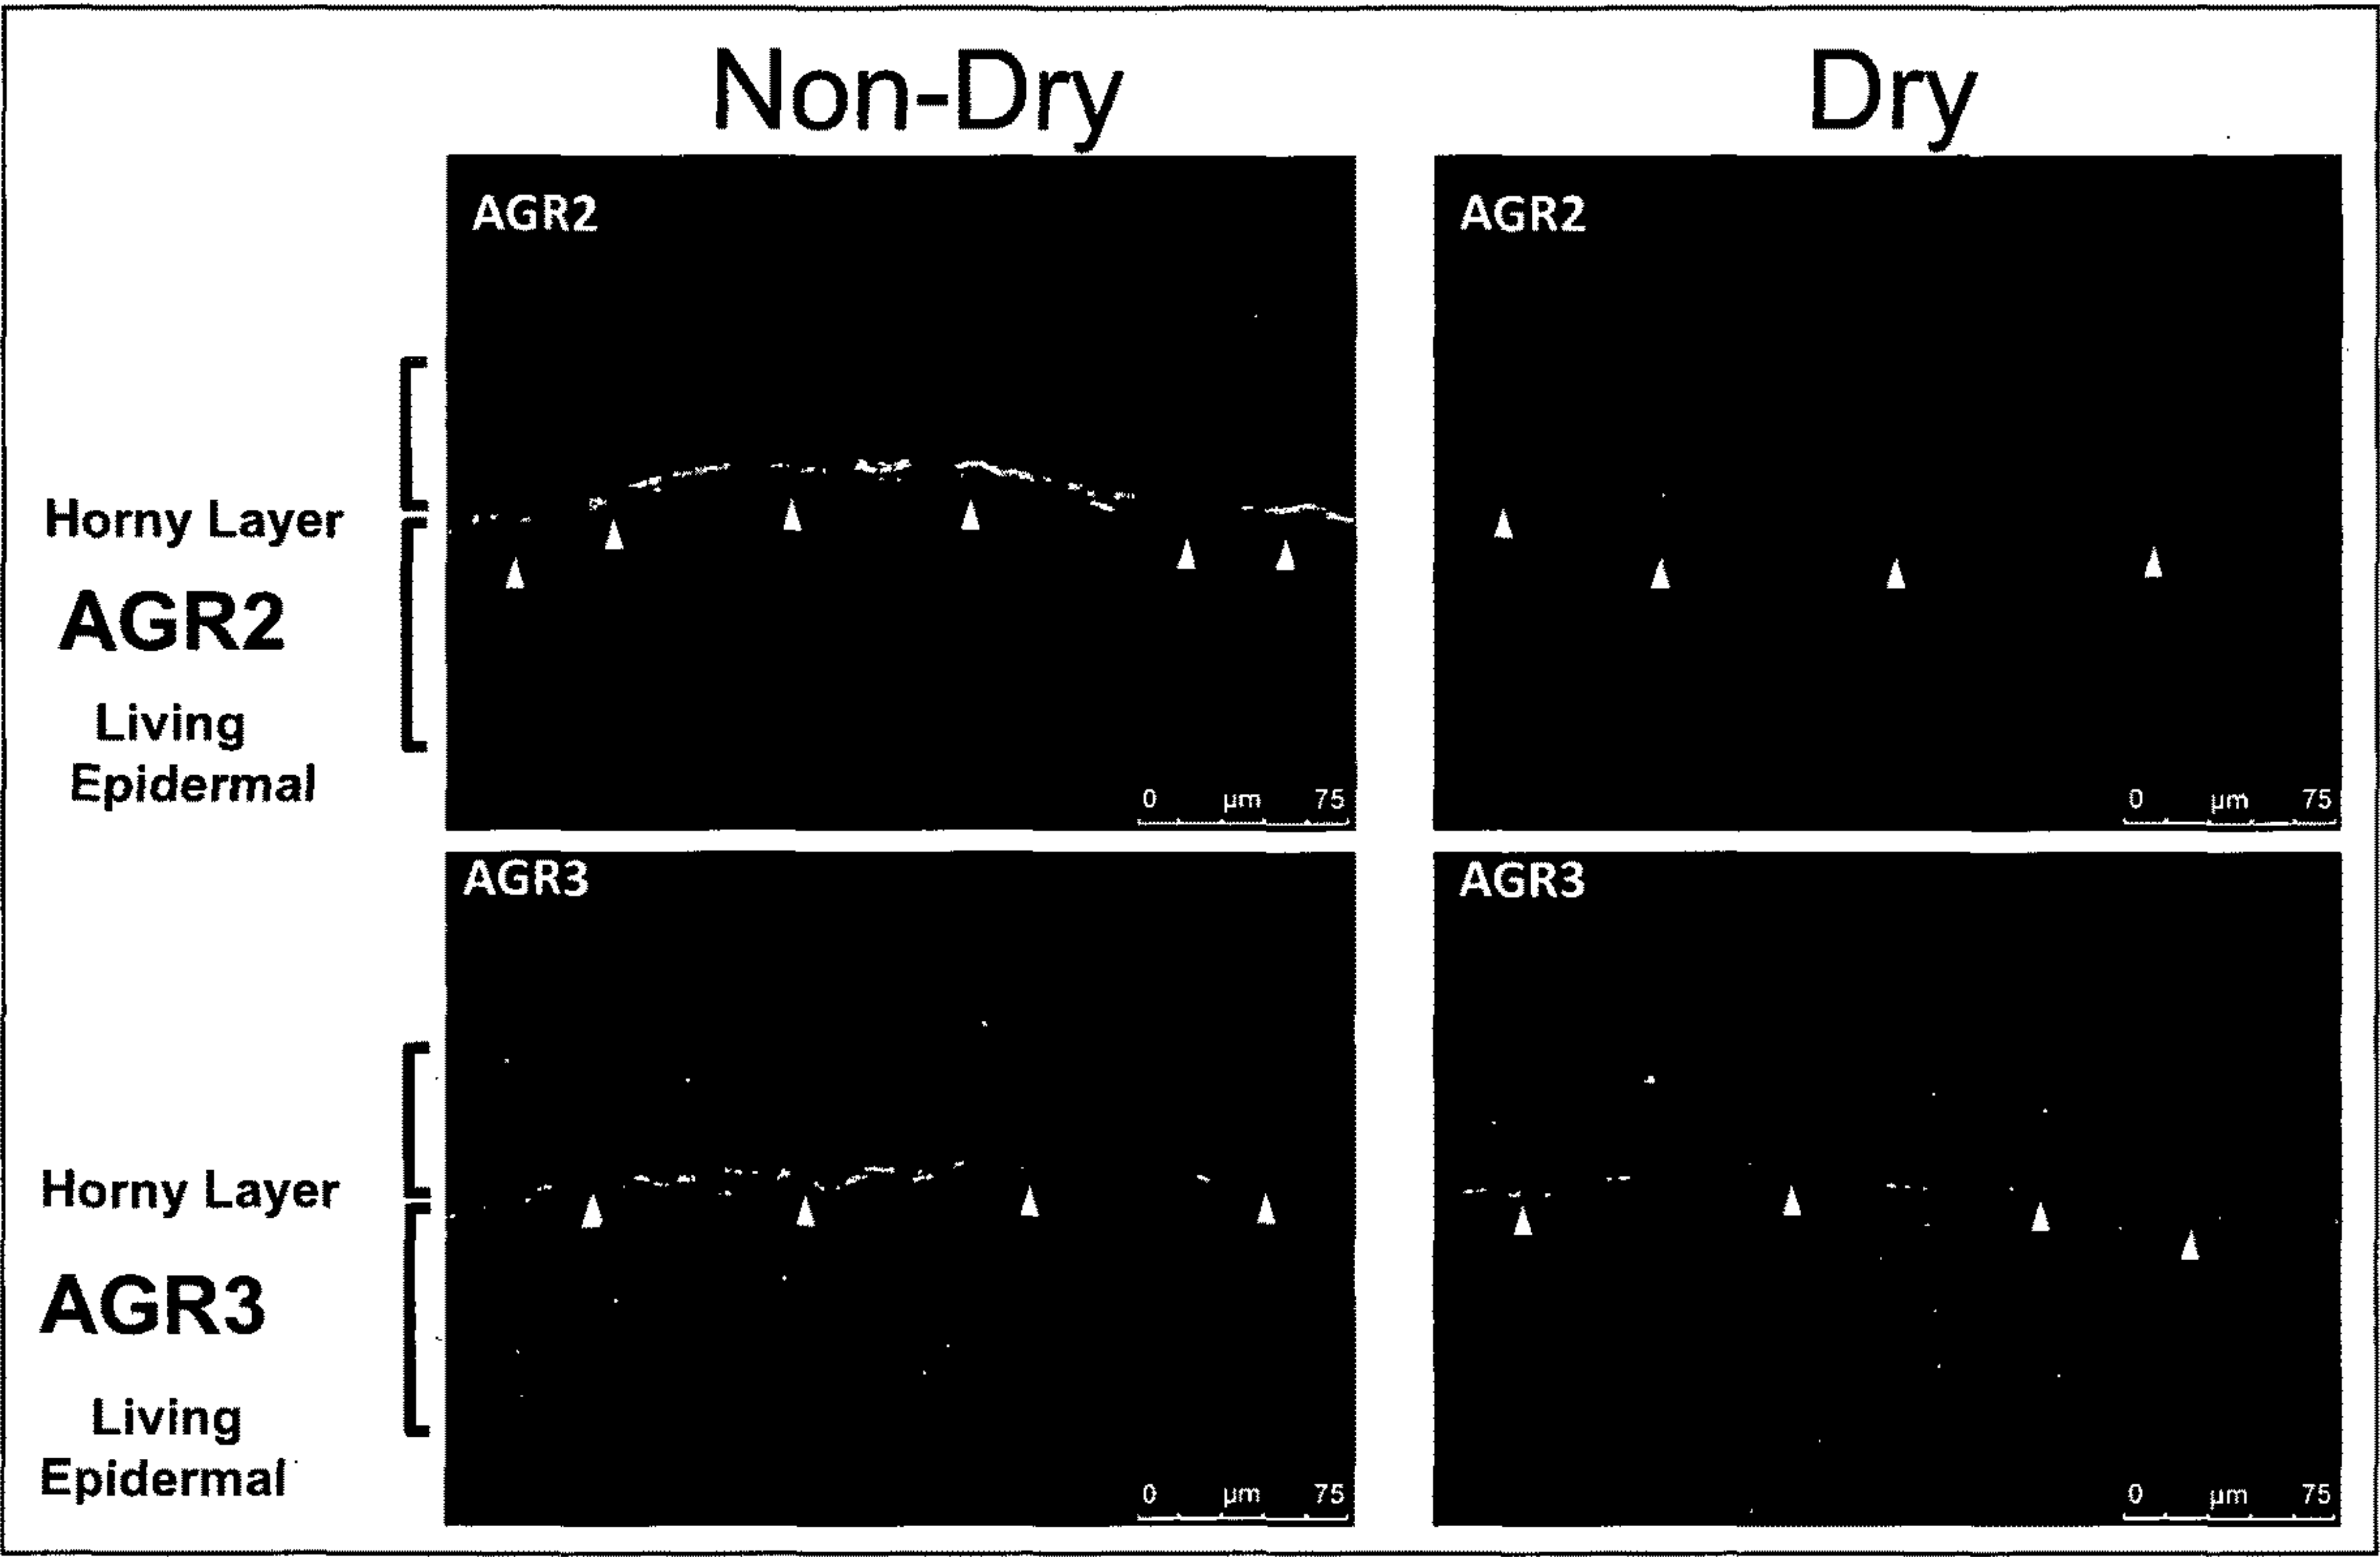 Non-Dry Dry
AGR2 AGR2
Horny Layer
AGR2
Living
Epidermal
0 µm 75 0 µm 75
AGR3 AGR3
Horny Layer
AGR3
Living
Epidermal
0 µm 75 0 µm 75